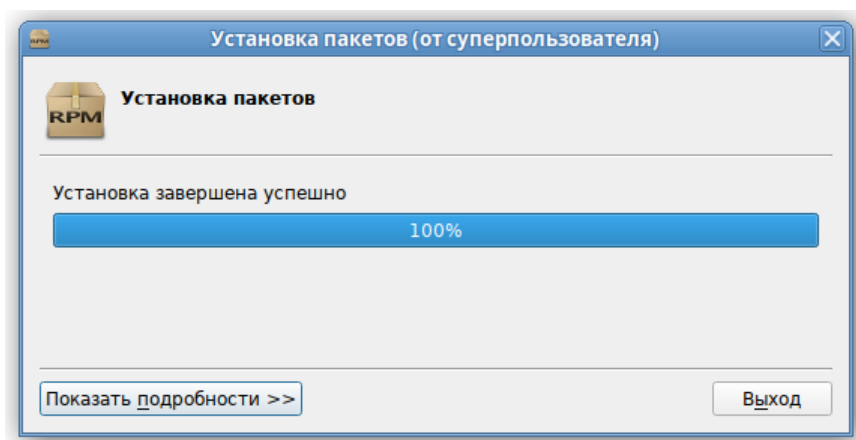 Установка пакетов (от суперпользователя)
RPM
Установка пакетов
Установка завершена успешно
100%
Показать подробности >>
Выход